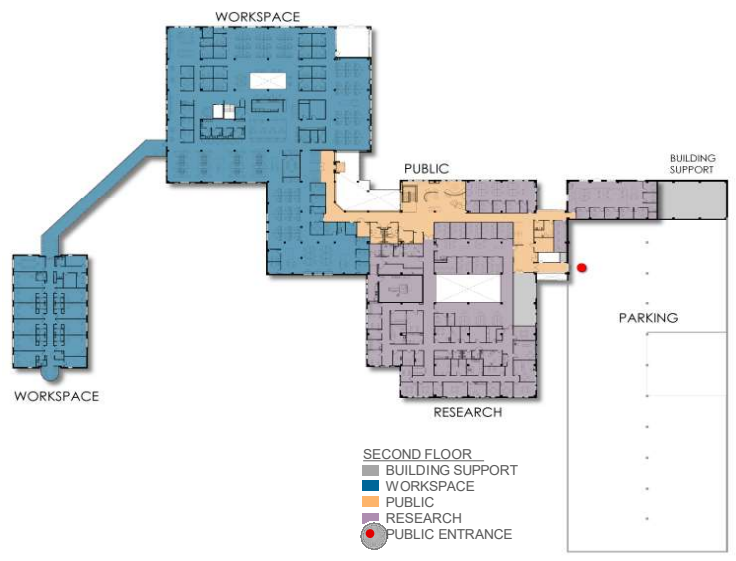 WORKSPACE
BUILDING
SUPPORT
PUBLIC
PARKING
WORKSPACE
RESEARCH
SECOND FLOOR
BUILDING SUPPORT
WORKSPACE
PUBLIC
RESEARCH
PUBLIC ENTRANCE